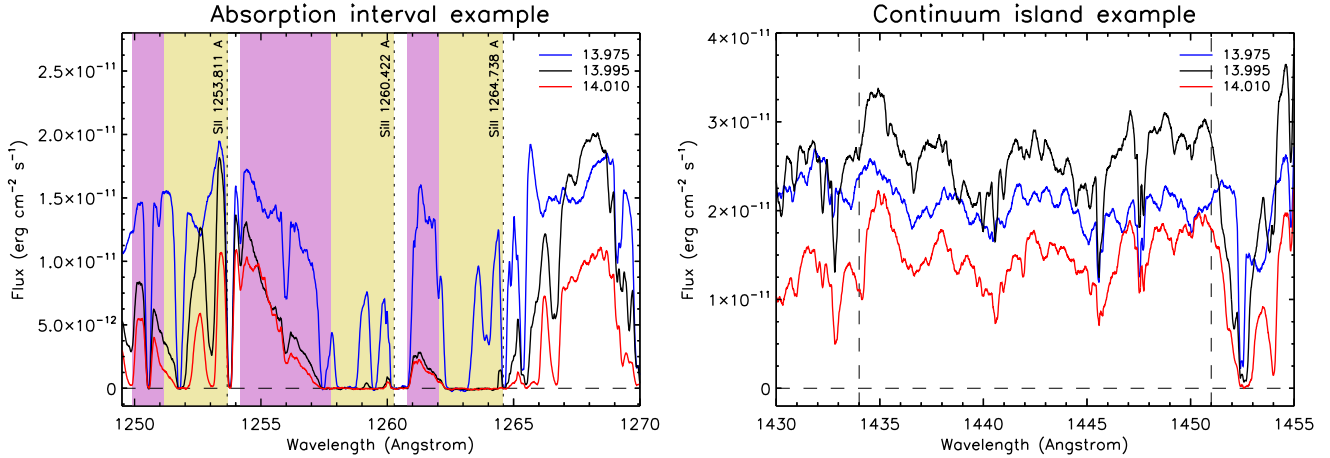 Absorption interval example
Flux (erg cm⁻² s⁻¹)
2.5×10⁻¹¹
2.0×10⁻¹¹
1.5×10⁻¹¹
1.0×10⁻¹¹
5.0×10⁻¹²
0
SII 1253.811 A
SiII 1260.422 A
SiII 1264.738 A
13.975
13.995
14.010
1250 1255 1260 1265 1270
Wavelength (Angstrom)
Continuum island example
Flux (erg cm⁻² s⁻¹)
4×10⁻¹¹
3×10⁻¹¹
2×10⁻¹¹
1×10⁻¹¹
0
13.975
13.995
14.010
1430 1435 1440 1445 1450 1455
Wavelength (Angstrom)